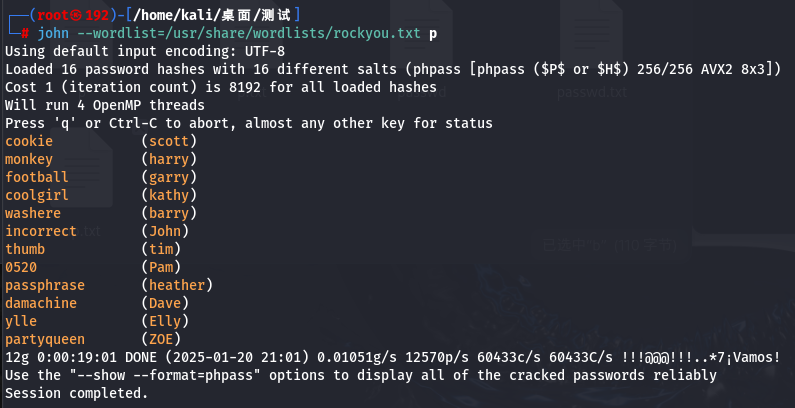 ┌──(root㉿192)-[/home/kali/桌面/测试]
└─# john --wordlist=/usr/share/wordlists/rockyou.txt p
Using default input encoding: UTF-8
Loaded 16 password hashes with 16 different salts (phpass [phpass ($P$ or $H$) 256/256 AVX2 8x3])
Cost 1 (iteration count) is 8192 for all loaded hashes
Will run 4 OpenMP threads
Press 'q' or Ctrl-C to abort, almost any other key for status
cookie           (scott)
monkey           (harry)
football         (garry)
coolgirl         (kathy)
washere          (barry)
incorrect        (John)
thumb            (tim)
0520             (Pam)
passphrase       (heather)
damachine        (Dave)
ylle             (Elly)
partyqueen       (ZOE)
12g 0:00:19:01 DONE (2025-01-20 21:01) 0.01051g/s 12570p/s 60433c/s 60433C/s !!!@@@!!!..*7¡Vamos!
Use the "--show --format=phpass" options to display all of the cracked passwords reliably
Session completed.